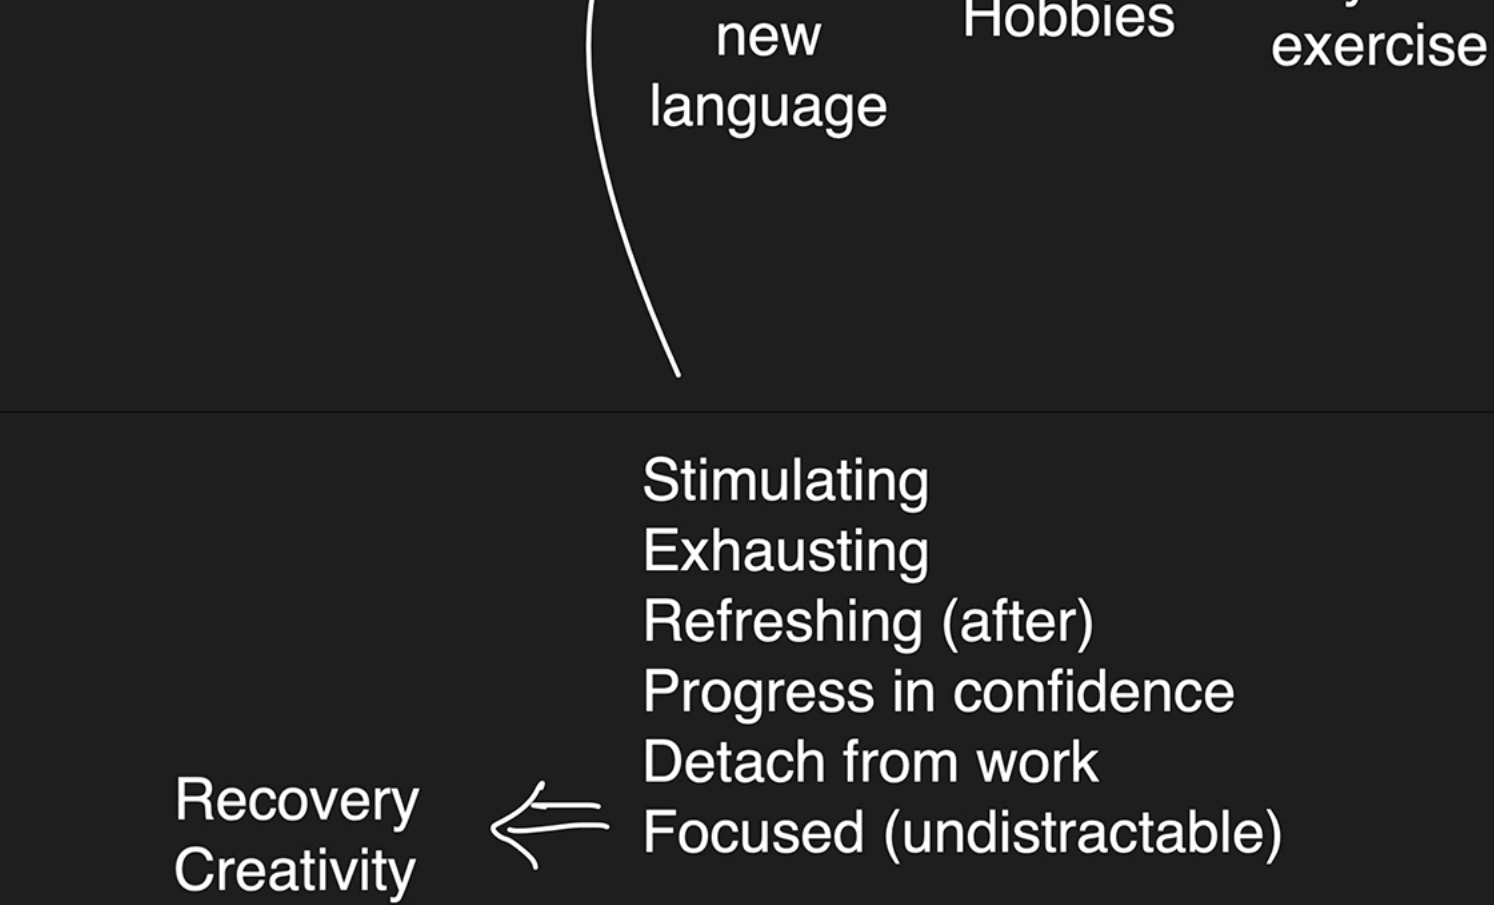 new
language
Hobbies
exercise
Stimulating
Exhausting
Refreshing (after)
Progress in confidence
Detach from work
Focused (undistractable)
Recovery
Creativity